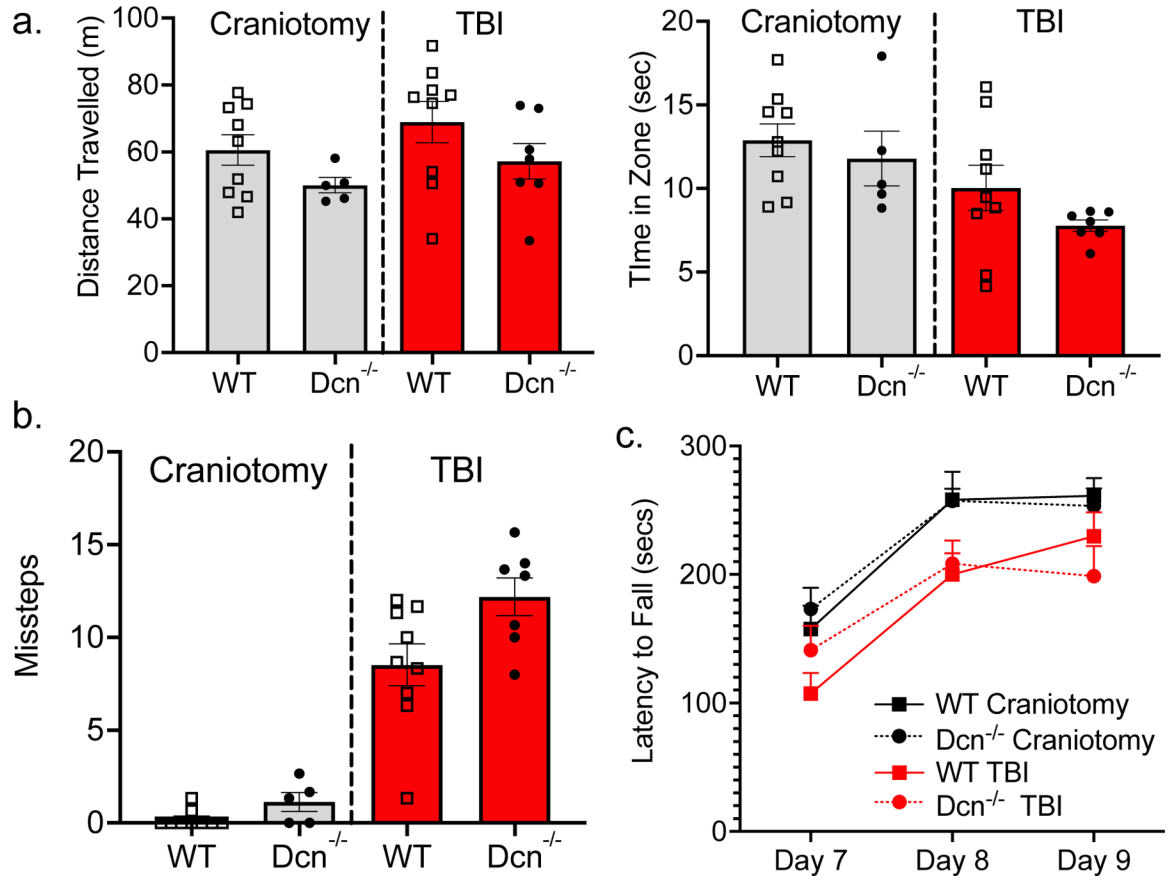 a.
Distance Travelled (m)
100
80
60
40
20
0
Craniotomy TBI
WT Dcn-/- WT Dcn-/-
TIme in Zone (sec)
20
15
10
5
0
Craniotomy TBI
WT Dcn-/- WT Dcn-/-
b.
Missteps
20
15
10
5
0
Craniotomy TBI
WT Dcn-/- WT Dcn-/-
c.
Latency to Fall (secs)
300
200
100
0
WT Craniotomy
Dcn-/- Craniotomy
WT TBI
Dcn-/- TBI
Day 7 Day 8 Day 9